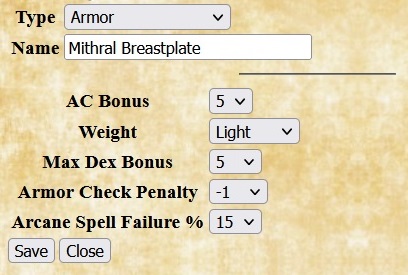 Type Armor
Name Mithral Breastplate
AC Bonus 5
Weight Light
Max Dex Bonus 5
Armor Check Penalty -1
Arcane Spell Failure % 15
Save Close